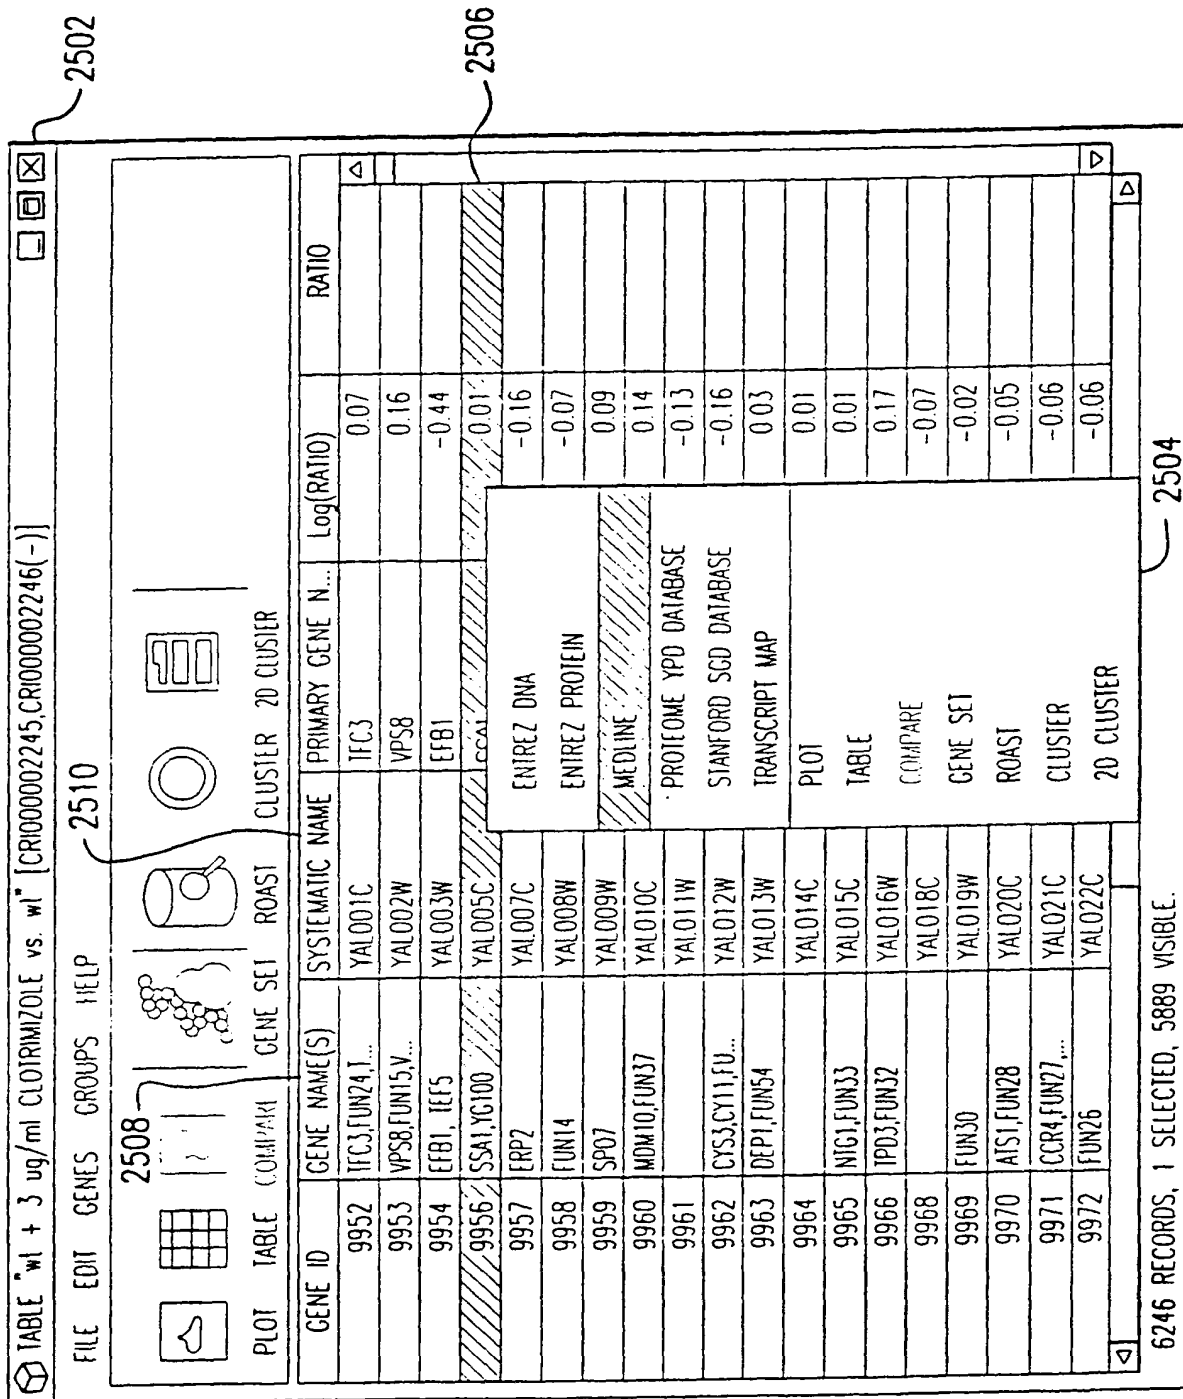 TABLE "wt + 3 ug/ml CLOTRIMIZOLE vs. wt" [CRI000002245,CRI000002246(-)]
2502
FILE EDIT GENES GROUPS HELP
2510
2508
PLOT TABLE COMPARE GENE SET ROAST CLUSTER 2D CLUSTER
GENE ID GENE NAME(S) SYSTEMATIC NAME PRIMARY GENE N... Log(RATIO) RATIO
9952 TFC3,FUN24,T... YAL001C TFC3 0.07
9953 VPS8,FUN15,V... YAL002W VPS8 0.16
9954 EFB1, TEF5 YAL003W EFB1 -0.44
9956 SSA1,YG100 YAL005C SSA1 0.01
2506
9957 ERP2 YAL007C -0.16
9958 FUN14 YAL008W -0.07
9959 SPO7 YAL009W 0.09
9960 MDM10,FUN37 YAL010C 0.14
9961 YAL011W -0.13
9962 CYS3,CYI1,FU... YAL012W -0.16
9963 DEP1,FUN54 YAL013W 0.03
9964 YAL014C 0.01
9965 NTG1,FUN33 YAL015C 0.01
9966 TPD3,FUN32 YAL016W 0.17
9968 YAL018C -0.07
9969 FUN30 YAL019W -0.02
9970 ATS1,FUN28 YAL020C -0.05
9971 CCR4,FUN27,... YAL021C -0.06
9972 FUN26 YAL022C -0.06
ENTREZ DNA
ENTREZ PROTEIN
MEDLINE
PROTEOME YPD DATABASE
STANFORD SGD DATABASE
TRANSCRIPT MAP
PLOT
TABLE
COMPARE
GENE SET
ROAST
CLUSTER
2D CLUSTER
2504
6246 RECORDS, 1 SELECTED, 5889 VISIBLE.